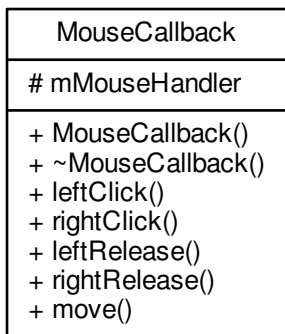 MouseCallback
# mMouseHandler
+ MouseCallback()
+ ~MouseCallback()
+ leftClick()
+ rightClick()
+ leftRelease()
+ rightRelease()
+ move()